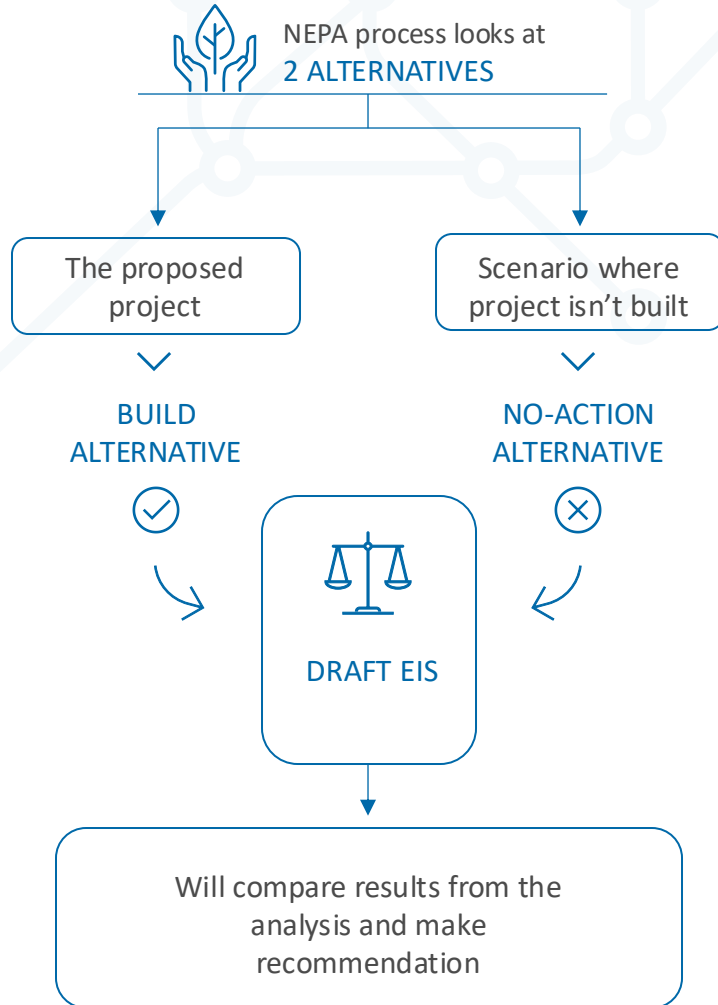 NEPA process looks at
2 ALTERNATIVES
The proposed
project
Scenario where
project isn’t built
BUILD
ALTERNATIVE
NO-ACTION
ALTERNATIVE
DRAFT EIS
Will compare results from the
analysis and make
recommendation